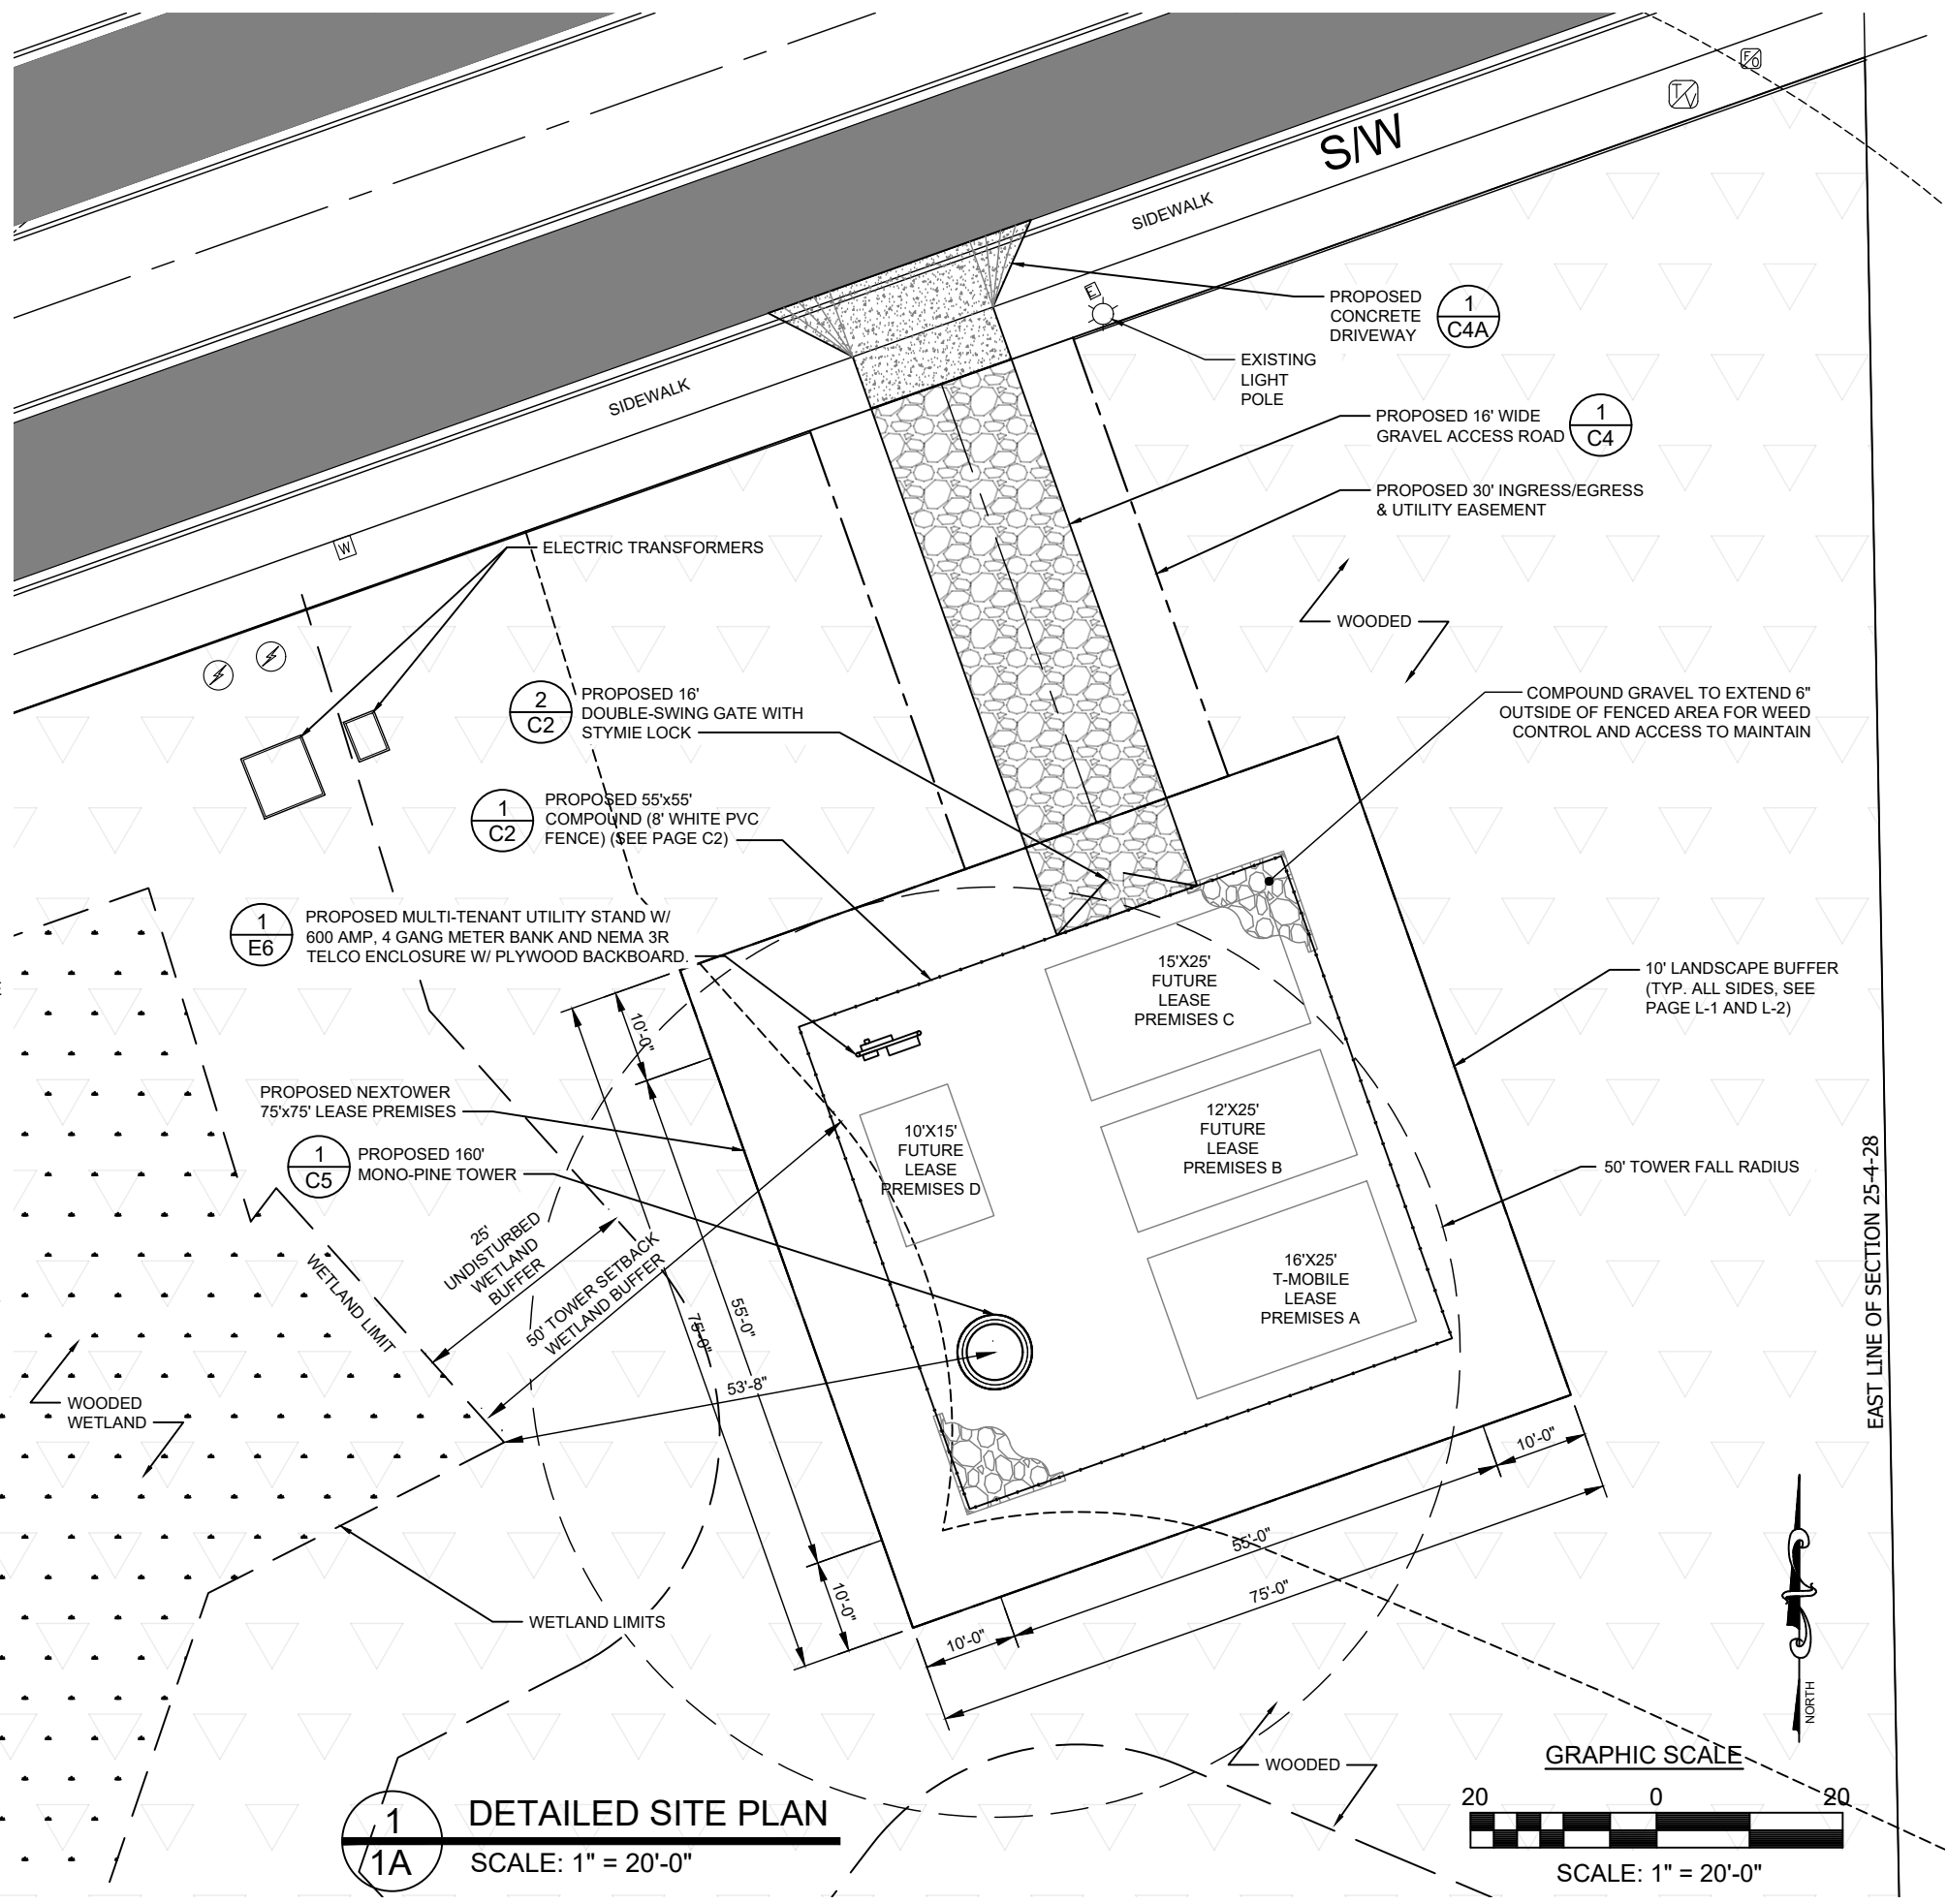 F/O
T/V
S/W
SIDEWALK
E
PROPOSED
CONCRETE
DRIVEWAY
1
C4A
EXISTING
LIGHT
POLE
SIDEWALK
PROPOSED 16' WIDE
GRAVEL ACCESS ROAD
1
C4
PROPOSED 30' INGRESS/EGRESS
& UTILITY EASEMENT
W
ELECTRIC TRANSFORMERS
WOODED
2
C2
PROPOSED 16'
DOUBLE-SWING GATE WITH
STYMIE LOCK
COMPOUND GRAVEL TO EXTEND 6"
OUTSIDE OF FENCED AREA FOR WEED
CONTROL AND ACCESS TO MAINTAIN
1
C2
PROPOSED 55'x55'
COMPOUND (8' WHITE PVC
FENCE) (SEE PAGE C2)
1
E6
PROPOSED MULTI-TENANT UTILITY STAND W/
600 AMP, 4 GANG METER BANK AND NEMA 3R
TELCO ENCLOSURE W/ PLYWOOD BACKBOARD.
15'X25'
FUTURE
LEASE
PREMISES C
10' LANDSCAPE BUFFER
(TYP. ALL SIDES, SEE
PAGE L-1 AND L-2)
10'-0"
PROPOSED NEXTOWER
75'x75' LEASE PREMISES
12'X25'
FUTURE
LEASE
PREMISES B
10'X15'
FUTURE
LEASE
PREMISES D
1
C5
PROPOSED 160'
MONO-PINE TOWER
50' TOWER FALL RADIUS
EAST LINE OF SECTION 25-4-28
25'
UNDISTURBED
WETLAND
BUFFER
50' TOWER SETBACK
WETLAND BUFFER
WETLAND LIMIT
16'X25'
T-MOBILE
LEASE
PREMISES A
55'-0"
75'-0"
53'-8"
WOODED
WETLAND
10'-0"
55'-0"
75'-0"
10'-0"
10'-0"
WETLAND LIMITS
NORTH
WOODED
GRAPHIC SCALE
20 0 20
SCALE: 1" = 20'-0"
1
1A
DETAILED SITE PLAN
SCALE: 1" = 20'-0"